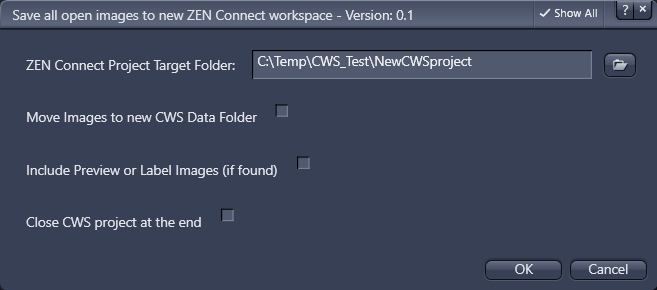 Save all open images to new ZEN Connect workspace - Version: 0.1
✓ Show All ? ×
ZEN Connect Project Target Folder: C:\Temp\CWS_Test\NewCWSproject
Move Images to new CWS Data Folder
Include Preview or Label Images (if found)
Close CWS project at the end
OK Cancel